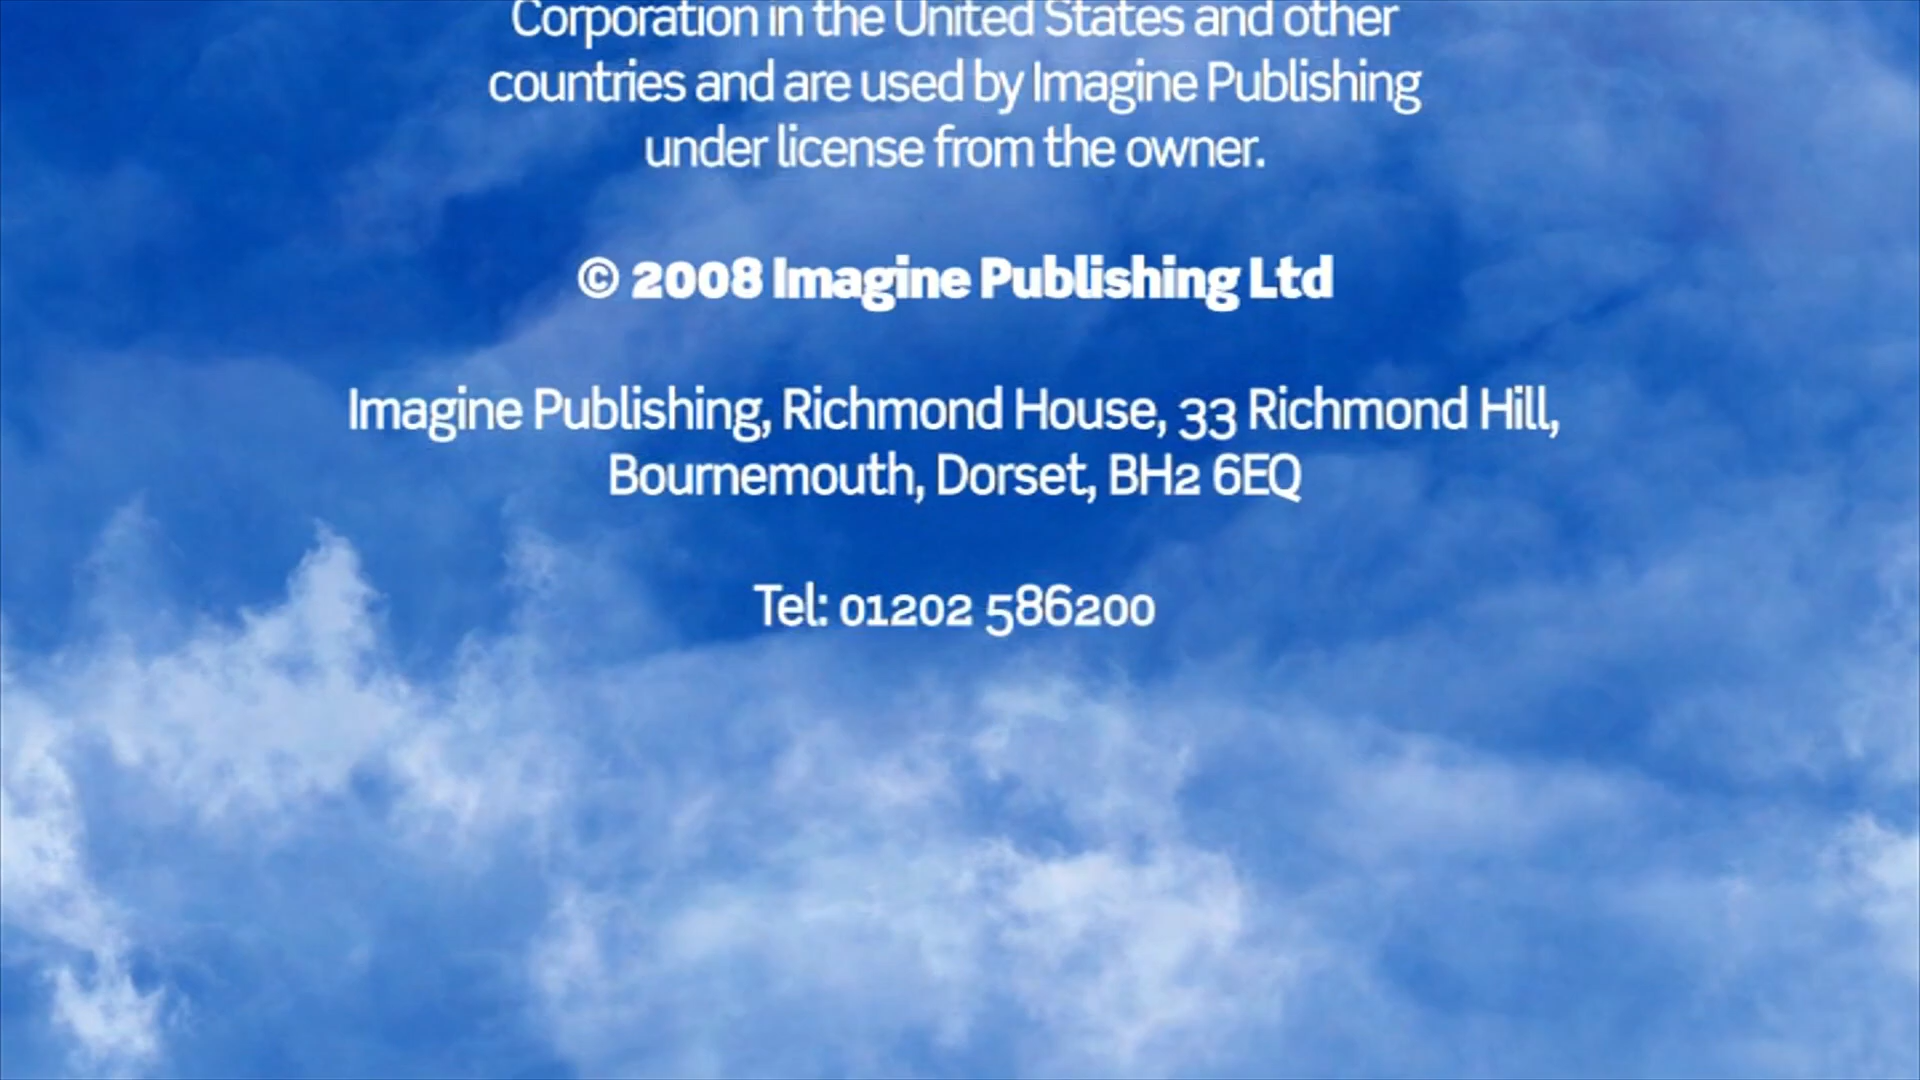 Corporation in the United States and other
countries and are used by Imagine Publishing
under license from the owner.
© 2008 Imagine Publishing Ltd
Imagine Publishing, Richmond House, 33 Richmond Hill,
Bournemouth, Dorset, BH2 6EQ
Tel: 01202 586200